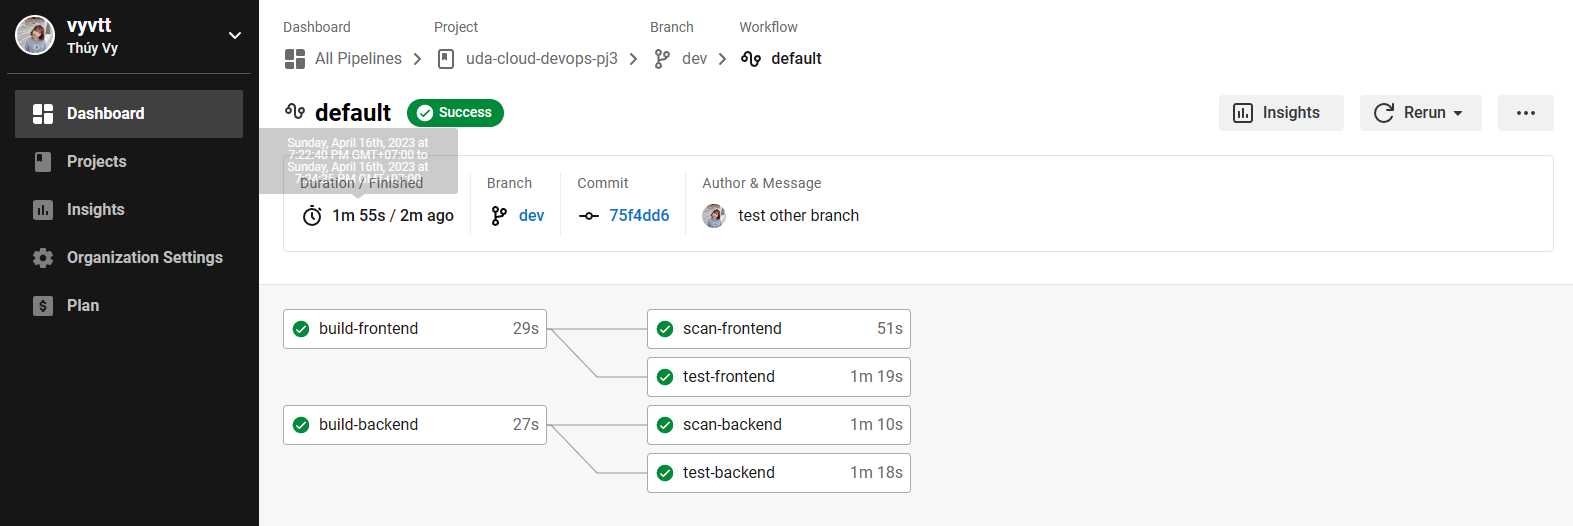 vyvtt
Thúy Vy
Dashboard
Projects
Insights
Organization Settings
Plan
Dashboard
Project
Branch
Workflow
All Pipelines
uda-cloud-devops-pj3
dev
default
default
Success
Insights
Rerun
Sunday, April 16th, 2023 at
7:22:40 PM GMT+07:00 to
Sunday, April 16th, 2023 at
7:24:35 PM GMT+07:00
Duration / Finished
Branch
Commit
Author & Message
1m 55s / 2m ago
dev
75f4dd6
test other branch
build-frontend 29s
scan-frontend 51s
test-frontend 1m 19s
build-backend 27s
scan-backend 1m 10s
test-backend 1m 18s